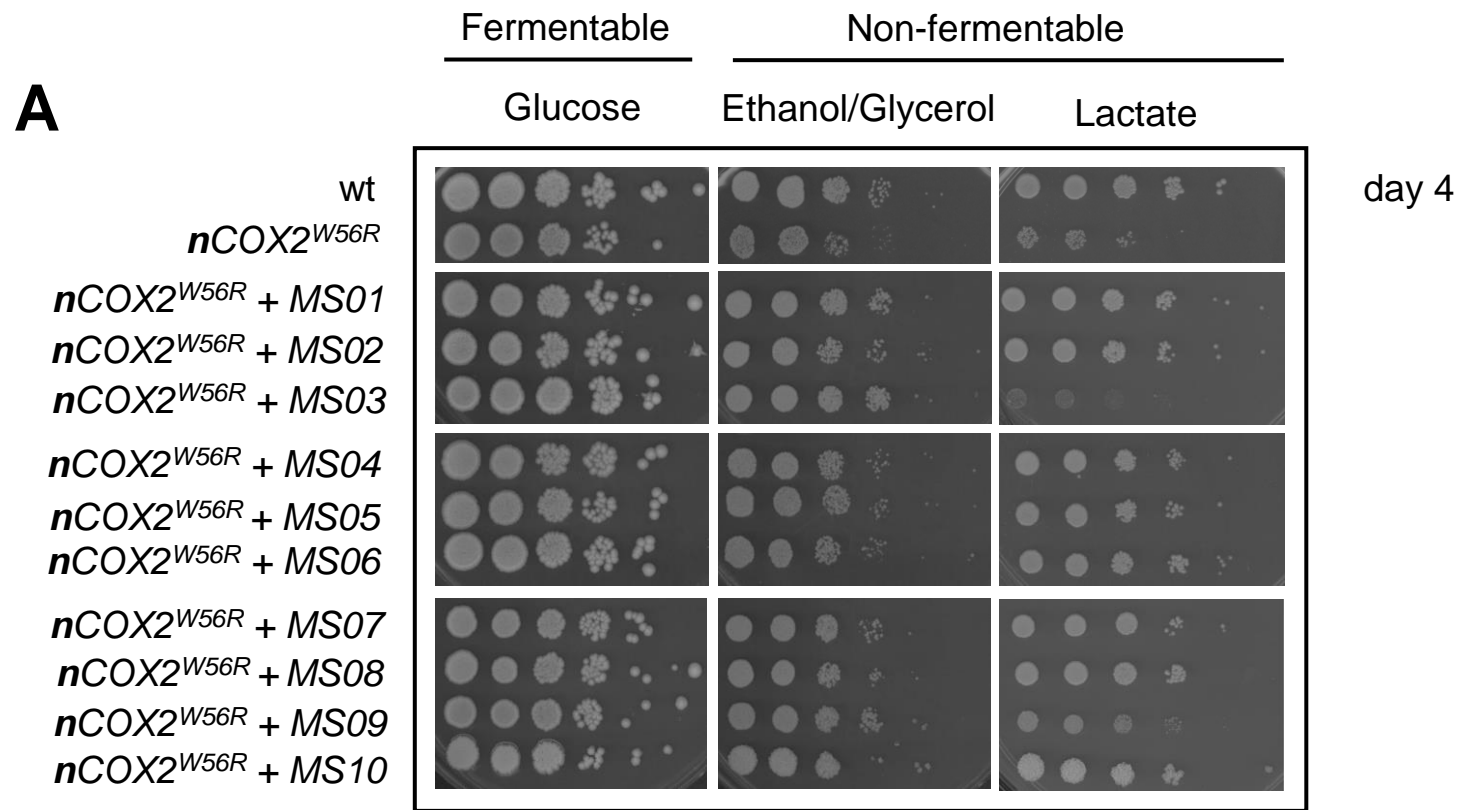 Fermentable Non-fermentable
A
Glucose Ethanol/Glycerol Lactate
wt day 4
nCOX2W56R
nCOX2W56R + MS01
nCOX2W56R + MS02
nCOX2W56R + MS03
nCOX2W56R + MS04
nCOX2W56R + MS05
nCOX2W56R + MS06
nCOX2W56R + MS07
nCOX2W56R + MS08
nCOX2W56R + MS09
nCOX2W56R + MS10